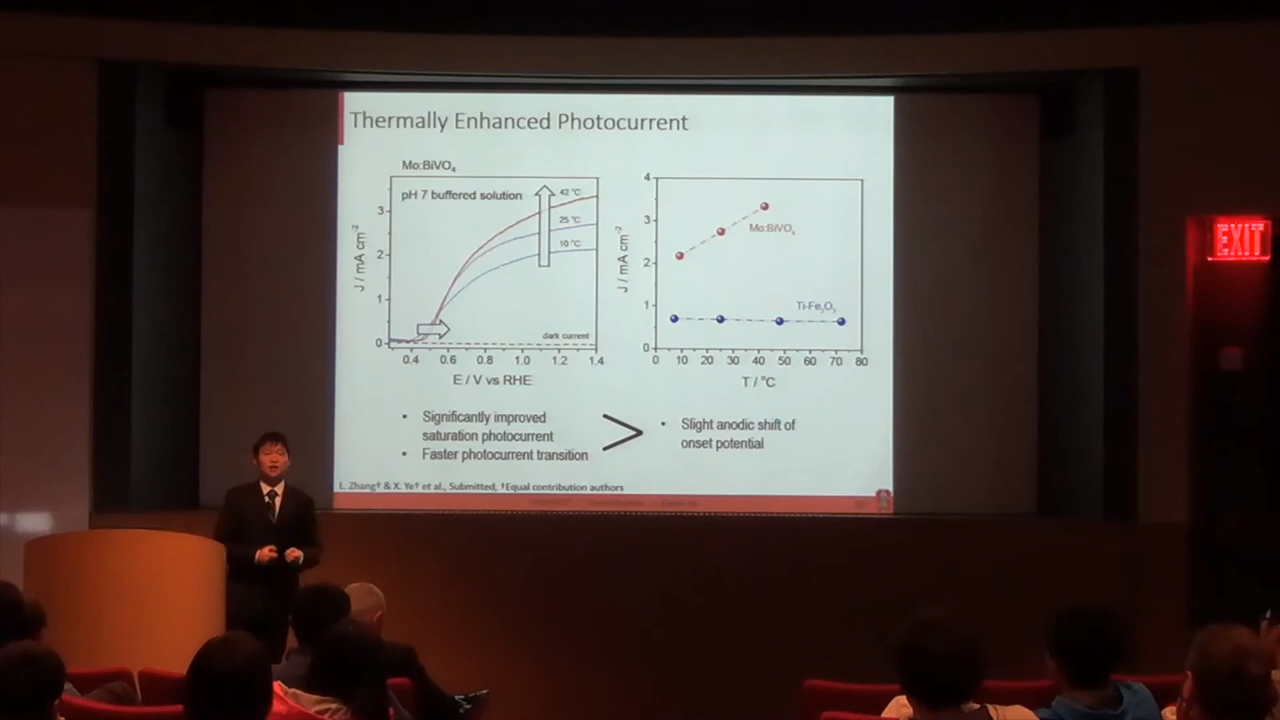 Thermally Enhanced Photocurrent
Mo:BiVO4
pH 7 buffered solution
42 °C
25 °C
10 °C
dark current
J / mA cm-2
3
2
1
0
0.4 0.6 0.8 1.0 1.2 1.4
E / V vs RHE
4
3
2
1
0
J / mA cm-2
Mo:BiVO4
Ti-Fe2O3
0 10 20 30 40 50 60 70 80
T / °C
• Significantly improved
saturation photocurrent
• Faster photocurrent transition
>
• Slight anodic shift of
onset potential
L. Zhang† & X. Ye† et al., Submitted, †Equal contribution authors
EXIT